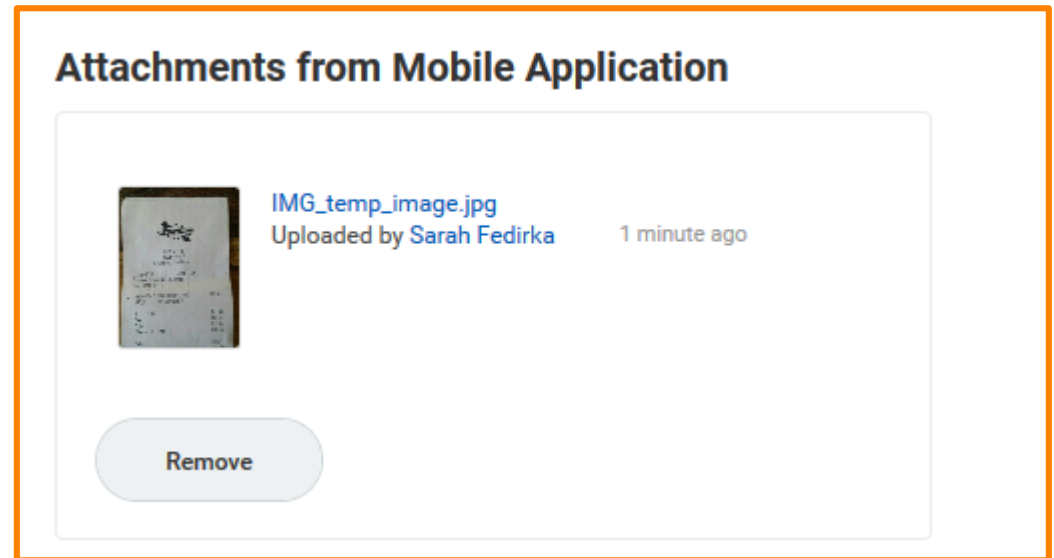 Attachments from Mobile Application
IMG_temp_image.jpg
Uploaded by Sarah Fedirka 1 minute ago
Remove